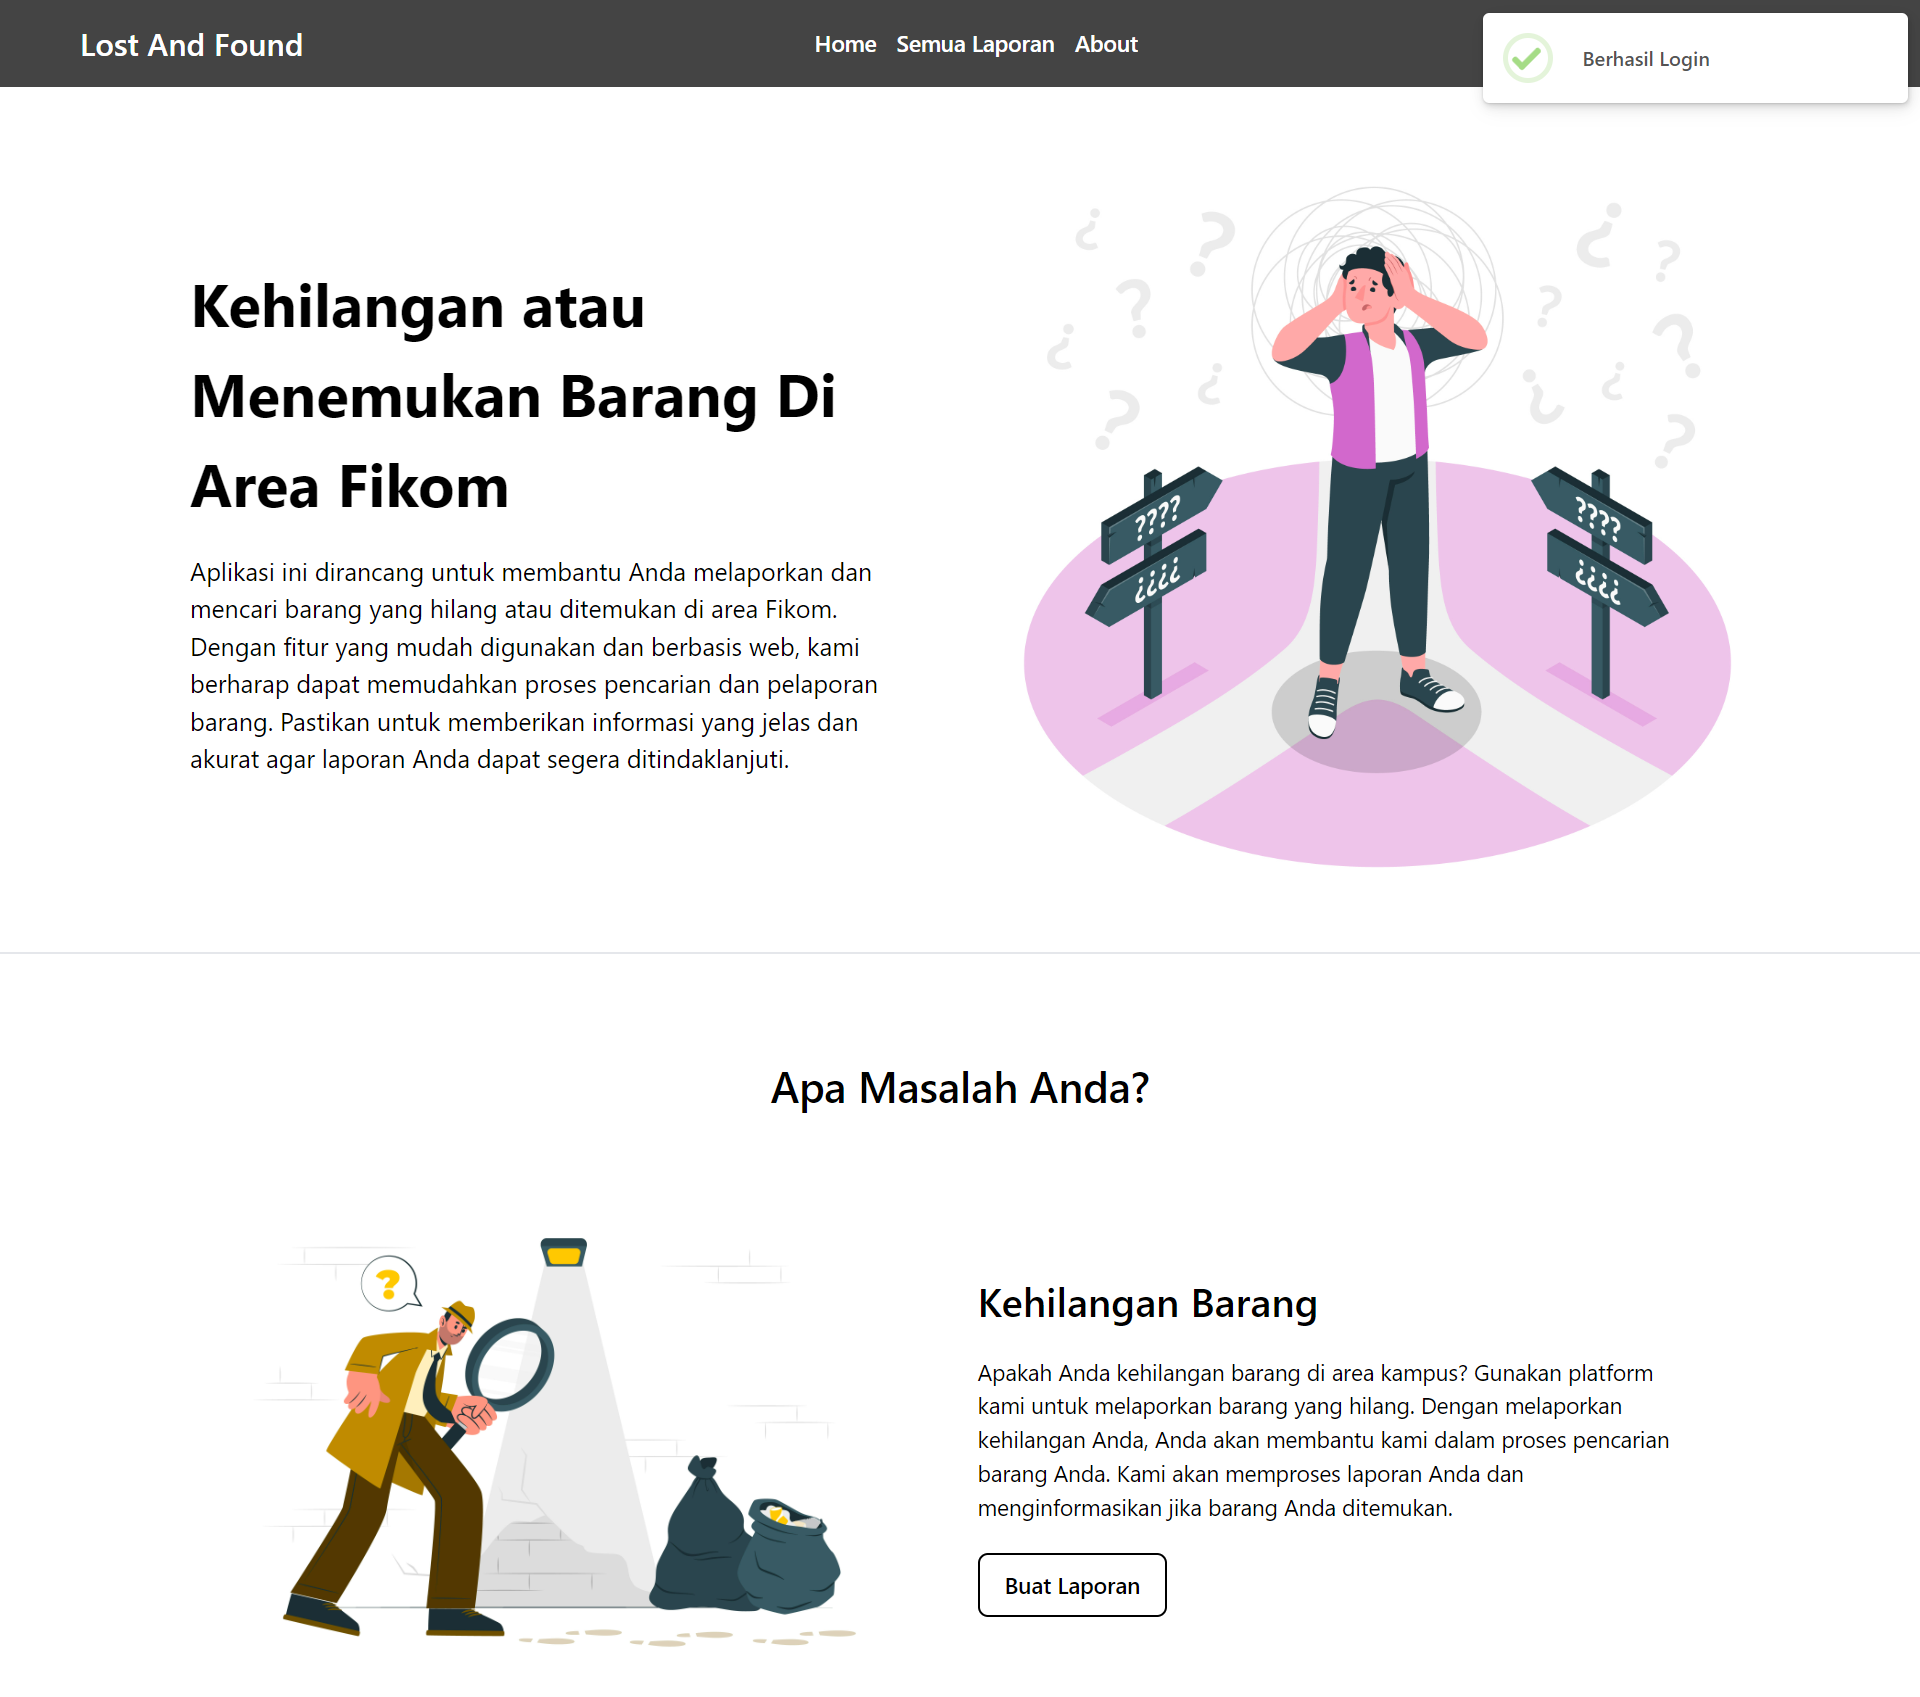 Lost And Found
Home Semua Laporan About
Berhasil Login
Kehilangan atau
Menemukan Barang Di
Area Fikom
Aplikasi ini dirancang untuk membantu Anda melaporkan dan
mencari barang yang hilang atau ditemukan di area Fikom.
Dengan fitur yang mudah digunakan dan berbasis web, kami
berharap dapat memudahkan proses pencarian dan pelaporan
barang. Pastikan untuk memberikan informasi yang jelas dan
akurat agar laporan Anda dapat segera ditindaklanjuti.
????
¿¿¿¿
????
¿¿¿¿
Apa Masalah Anda?
?
Kehilangan Barang
Apakah Anda kehilangan barang di area kampus? Gunakan platform
kami untuk melaporkan barang yang hilang. Dengan melaporkan
kehilangan Anda, Anda akan membantu kami dalam proses pencarian
barang Anda. Kami akan memproses laporan Anda dan
menginformasikan jika barang Anda ditemukan.
Buat Laporan